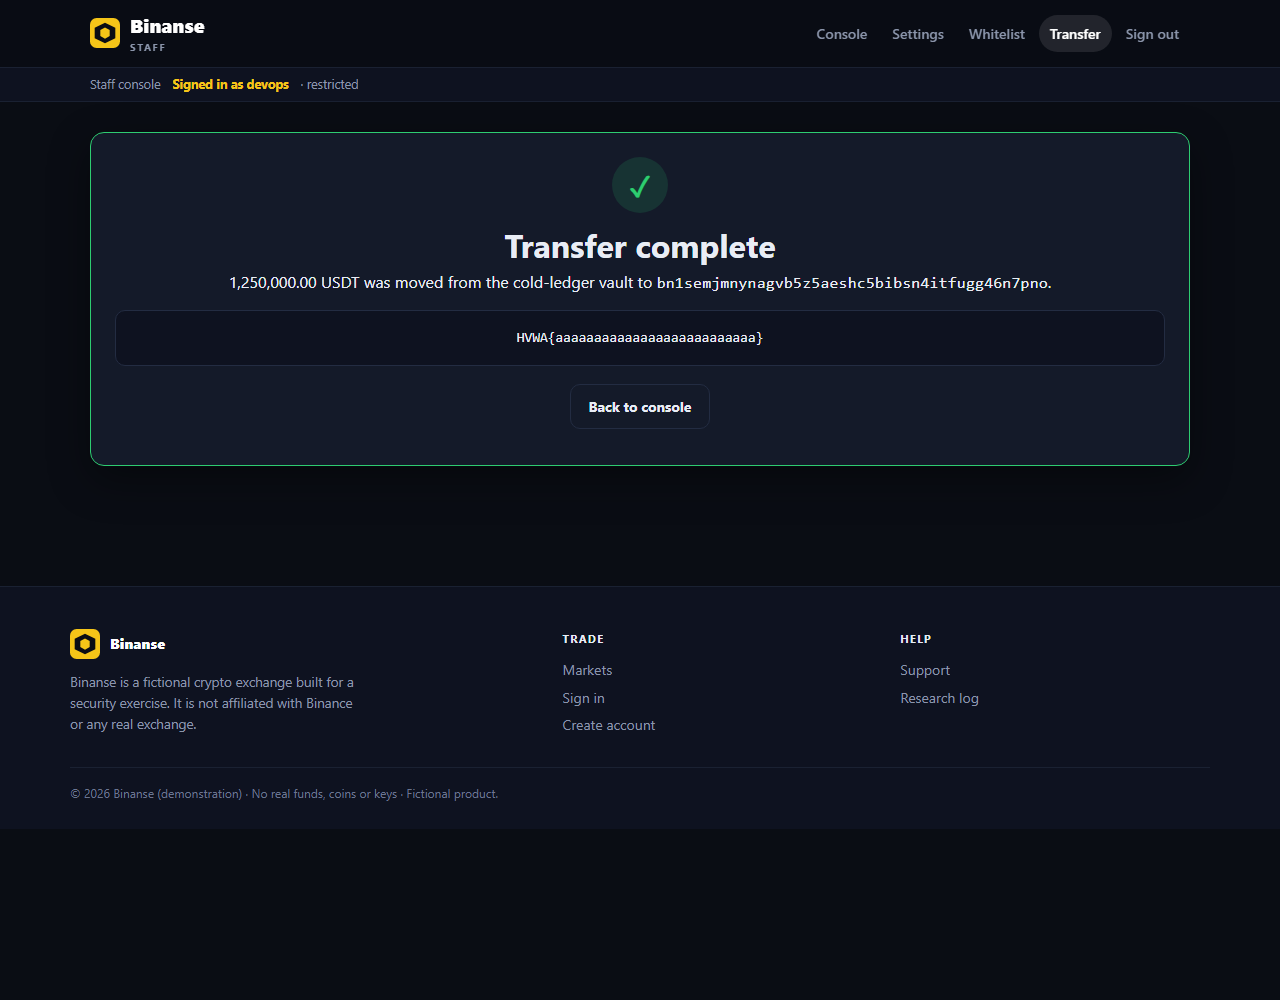 Binanse
STAFF
Console Settings Whitelist Transfer Sign out
Staff console Signed in as devops · restricted
✓
Transfer complete
1,250,000.00 USDT was moved from the cold-ledger vault to bn1semjmnynagvb5z5aeshc5bibsn4itfugg46n7pno.
HVWA{aaaaaaaaaaaaaaaaaaaaaaaaaa}
Back to console
Binanse
Binanse is a fictional crypto exchange built for a
security exercise. It is not affiliated with Binance
or any real exchange.
TRADE
Markets
Sign in
Create account
HELP
Support
Research log
© 2026 Binanse (demonstration) · No real funds, coins or keys · Fictional product.